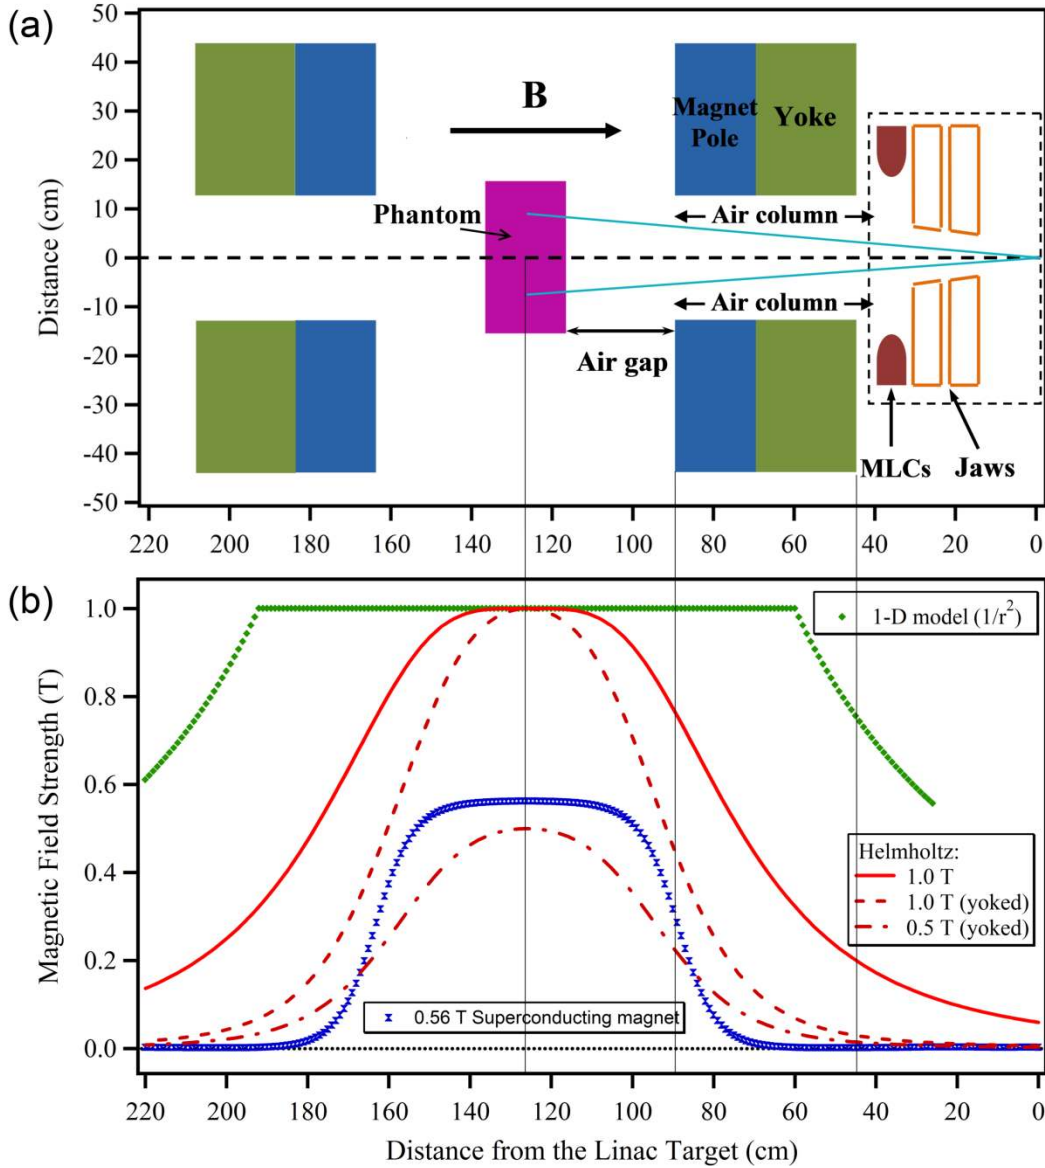 (a)
50
40
30
20
10
0
-10
-20
-30
-40
-50
Distance (cm)
B
Magnet
Pole
Yoke
Phantom
Air column
Air column
Air gap
MLCs
Jaws
220 200 180 160 140 120 100 80 60 40 20 0
(b)
1.0
0.8
0.6
0.4
0.2
0.0
Magnetic Field Strength (T)
1-D model (1/r²)
Helmholtz:
1.0 T
1.0 T (yoked)
0.5 T (yoked)
0.56 T Superconducting magnet
220 200 180 160 140 120 100 80 60 40 20 0
Distance from the Linac Target (cm)